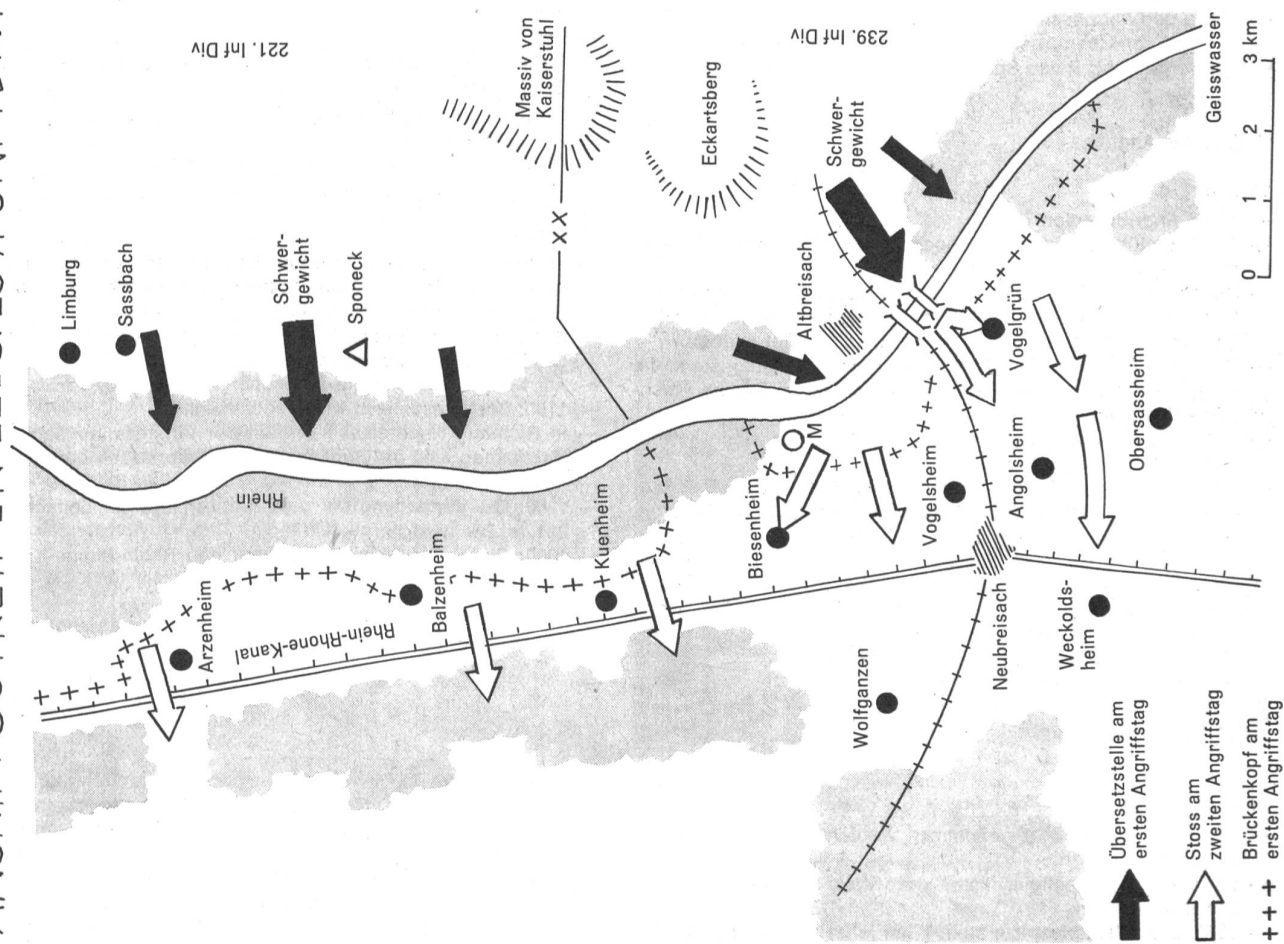 Limburg
Sassbach
221. Inf Div
Schwer-
gewicht
Sponeck
Massiv von
Kaiserstuhl
XX
Eckartsberg
239. Inf Div
Rhein
Arzenheim
Rhein-Rhone-Kanal
Balzenheim
Kuenheim
Altbreisach
Schwer-
gewicht
M
Biesenheim
Vogelsheim
Vogelgrün
Geisswasser
Wolfganzen
Neubreisach
Angolsheim
Obersassheim
Weckolds-
heim
Übersetzstelle am
ersten Angriffstag
Stoss am
zweiten Angriffstag
Brückenkopf am
ersten Angriffstag
0 1 2 3 km